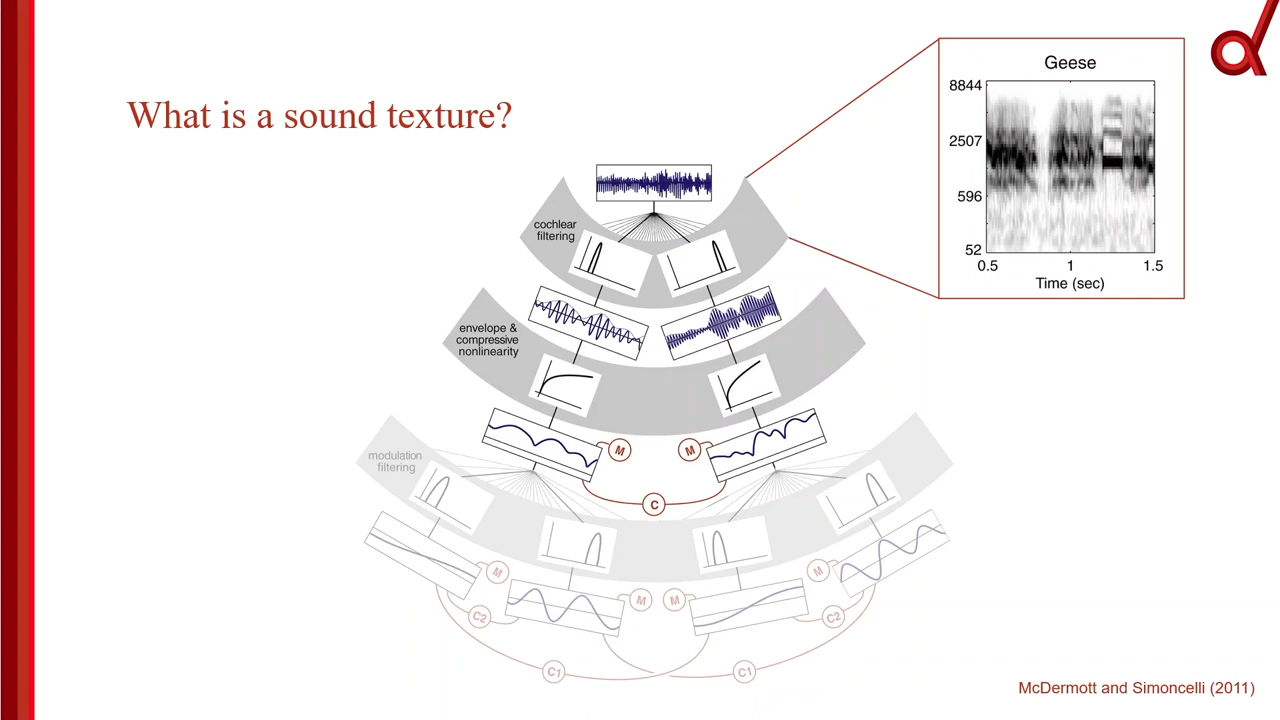 What is a sound texture?
Geese
8844
2507
596
52
0.5 1 1.5
Time (sec)
cochlear
filtering
envelope &
compressive
nonlinearity
M M
C
modulation
filtering
M M M M
C2 C2
C1 C1
McDermott and Simoncelli (2011)